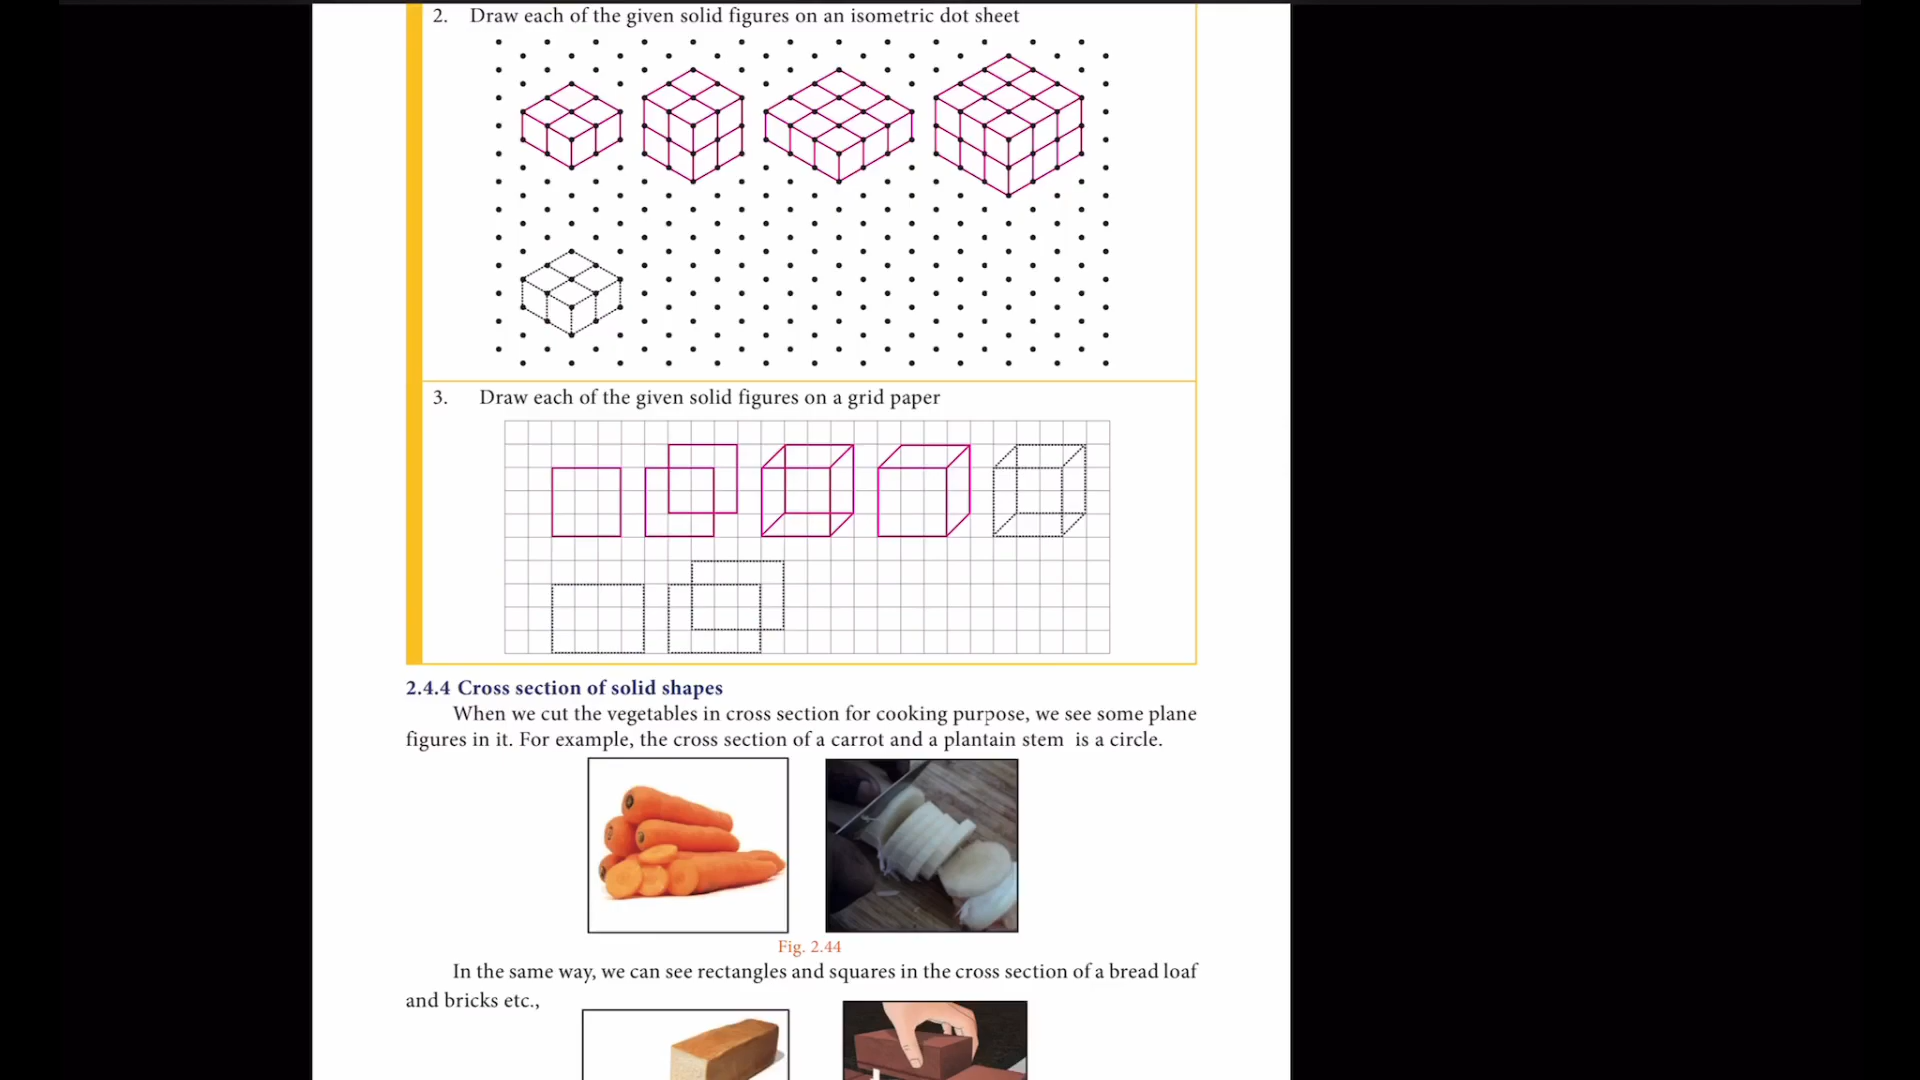 2. Draw each of the given solid figures on an isometric dot sheet
3. Draw each of the given solid figures on a grid paper
2.4.4 Cross section of solid shapes
When we cut the vegetables in cross section for cooking purpose, we see some plane
figures in it. For example, the cross section of a carrot and a plantain stem is a circle.
Fig. 2.44
In the same way, we can see rectangles and squares in the cross section of a bread loaf
and bricks etc.,